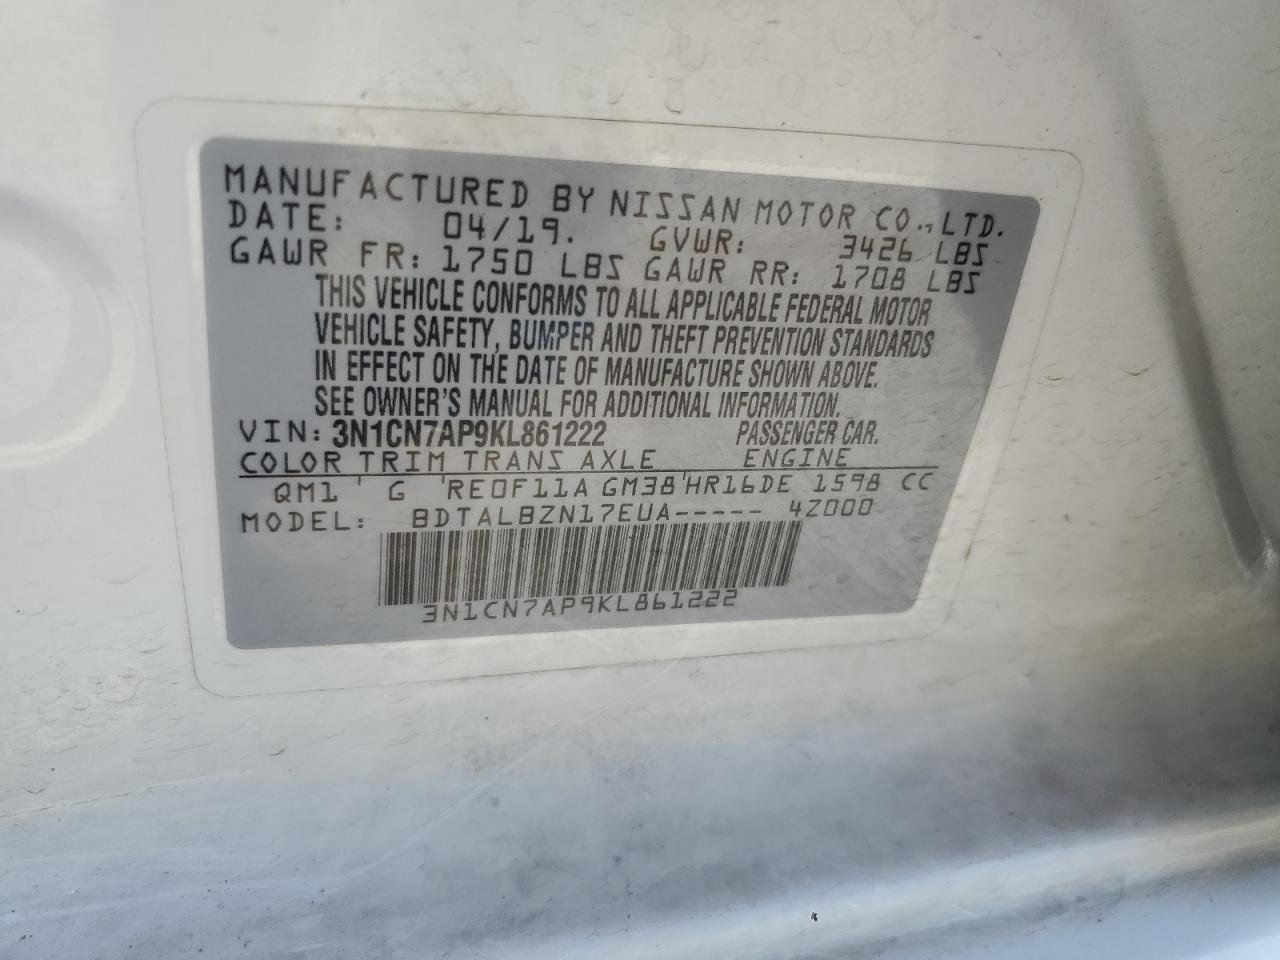 MANUFACTURED BY NISSAN MOTOR CO., LTD.
DATE: 04/19. GVWR: 3426 LBS
GAWR FR: 1750 LBS GAWR RR: 1708 LBS
THIS VEHICLE CONFORMS TO ALL APPLICABLE FEDERAL MOTOR
VEHICLE SAFETY, BUMPER AND THEFT PREVENTION STANDARDS
IN EFFECT ON THE DATE OF MANUFACTURE SHOWN ABOVE.
SEE OWNER'S MANUAL FOR ADDITIONAL INFORMATION.
VIN: 3N1CN7AP9KL861222 PASSENGER CAR.
COLOR TRIM TRANS AXLE ENGINE
QM1 ' G 'RE0F11A GM38'HR16DE 1598 CC
MODEL: BDTALBZN17EUA----- 4Z000
3N1CN7AP9KL861222